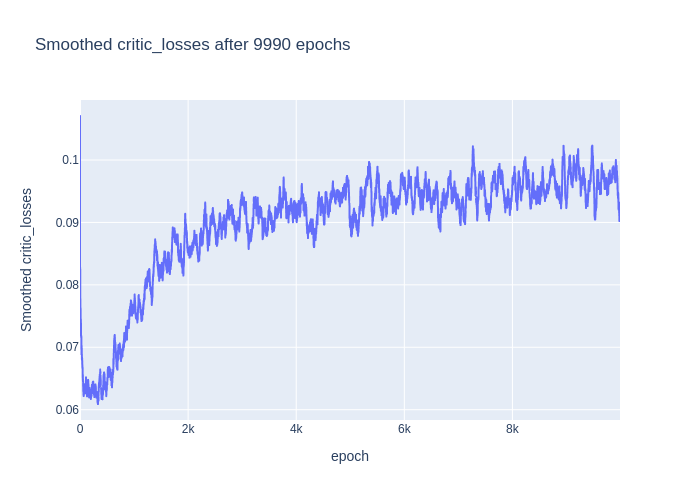 Smoothed critic_losses after 9990 epochs
0.1
0.09
0.08
0.07
0.06
Smoothed critic_losses
0
2k
4k
6k
8k
epoch